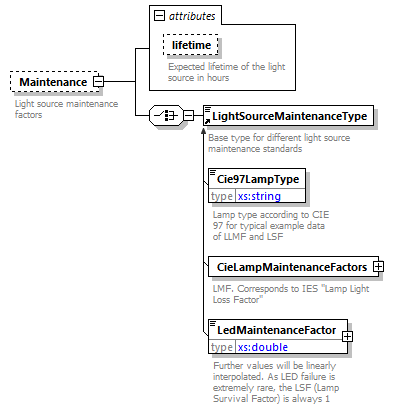 attributes
lifetime
Expected lifetime of the light
source in hours
Maintenance
Light source maintenance
factors
LightSourceMaintenanceType
Base type for different light source
maintenance standards
Cie97LampType
type xs:string
Lamp type according to CIE
97 for typical example data
of LLMF and LSF
CieLampMaintenanceFactors
LMF. Corresponds to IES "Lamp Light
Loss Factor"
LedMaintenanceFactor
type xs:double
Further values will be linearly
interpolated. As LED failure is
extremely rare, the LSF (Lamp
Survival Factor) is always 1